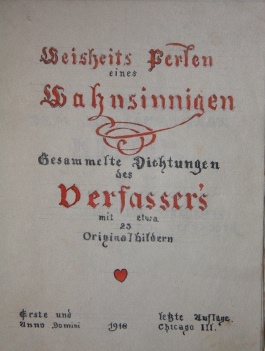 Weisheits Perlen
eines
Wahnsinnigen
Gesammelte Dichtungen
des
Verfasser's
mit etwa
25
Originalbildern
Erste und letzte Auflage.
Anno Domini 1918 Chicago Ill.